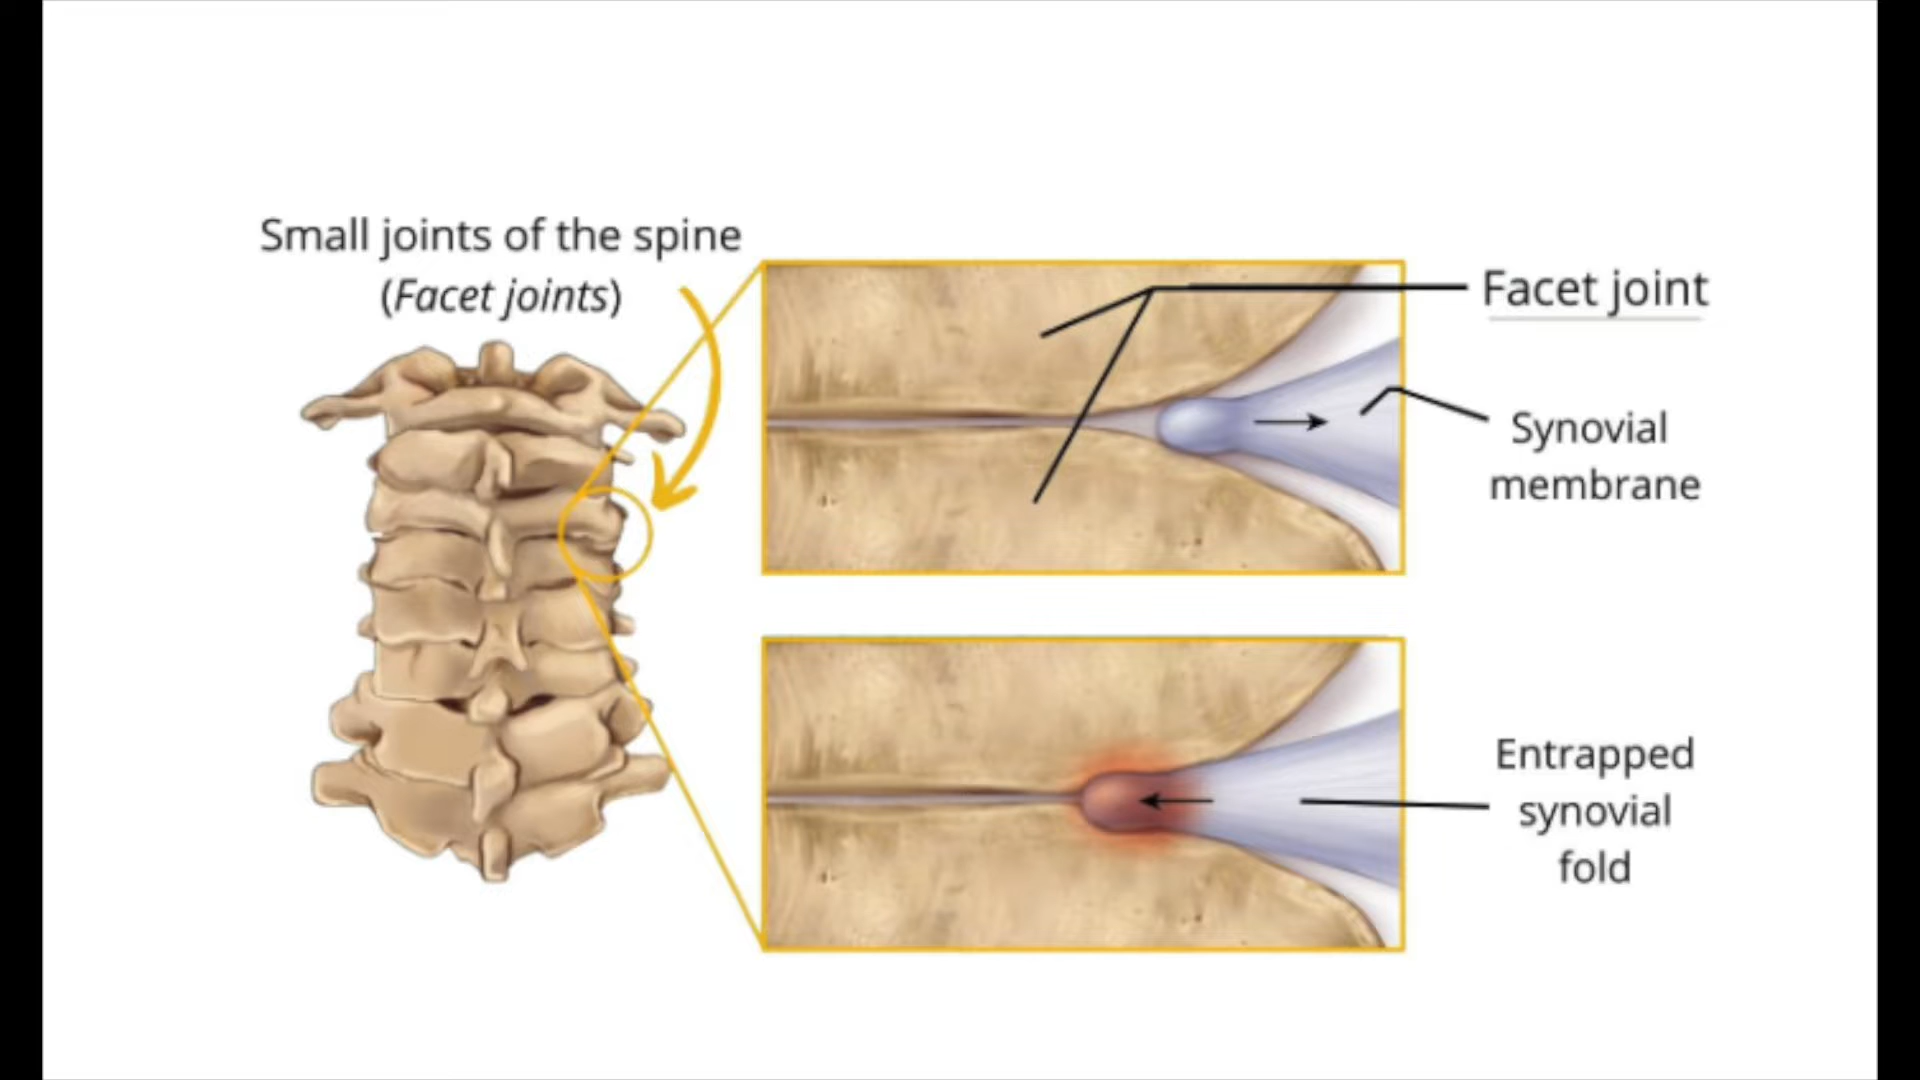 Small joints of the spine
(Facet joints)
Facet joint
Synovial
membrane
Entrapped
synovial
fold